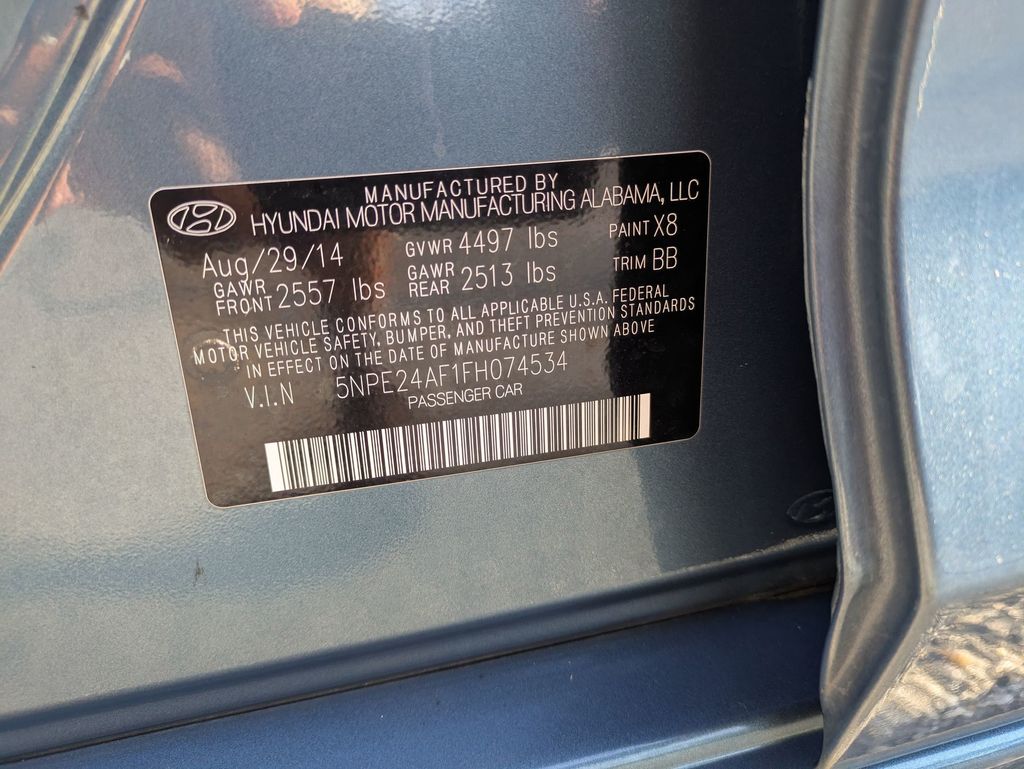 MANUFACTURED BY
HYUNDAI MOTOR MANUFACTURING ALABAMA, LLC
Aug/29/14 GVWR 4497 lbs PAINT X8
GAWR FRONT 2557 lbs GAWR REAR 2513 lbs TRIM BB
THIS VEHICLE CONFORMS TO ALL APPLICABLE U.S.A. FEDERAL
MOTOR VEHICLE SAFETY, BUMPER, AND THEFT PREVENTION STANDARDS
IN EFFECT ON THE DATE OF MANUFACTURE SHOWN ABOVE
V.I.N 5NPE24AF1FH074534
PASSENGER CAR